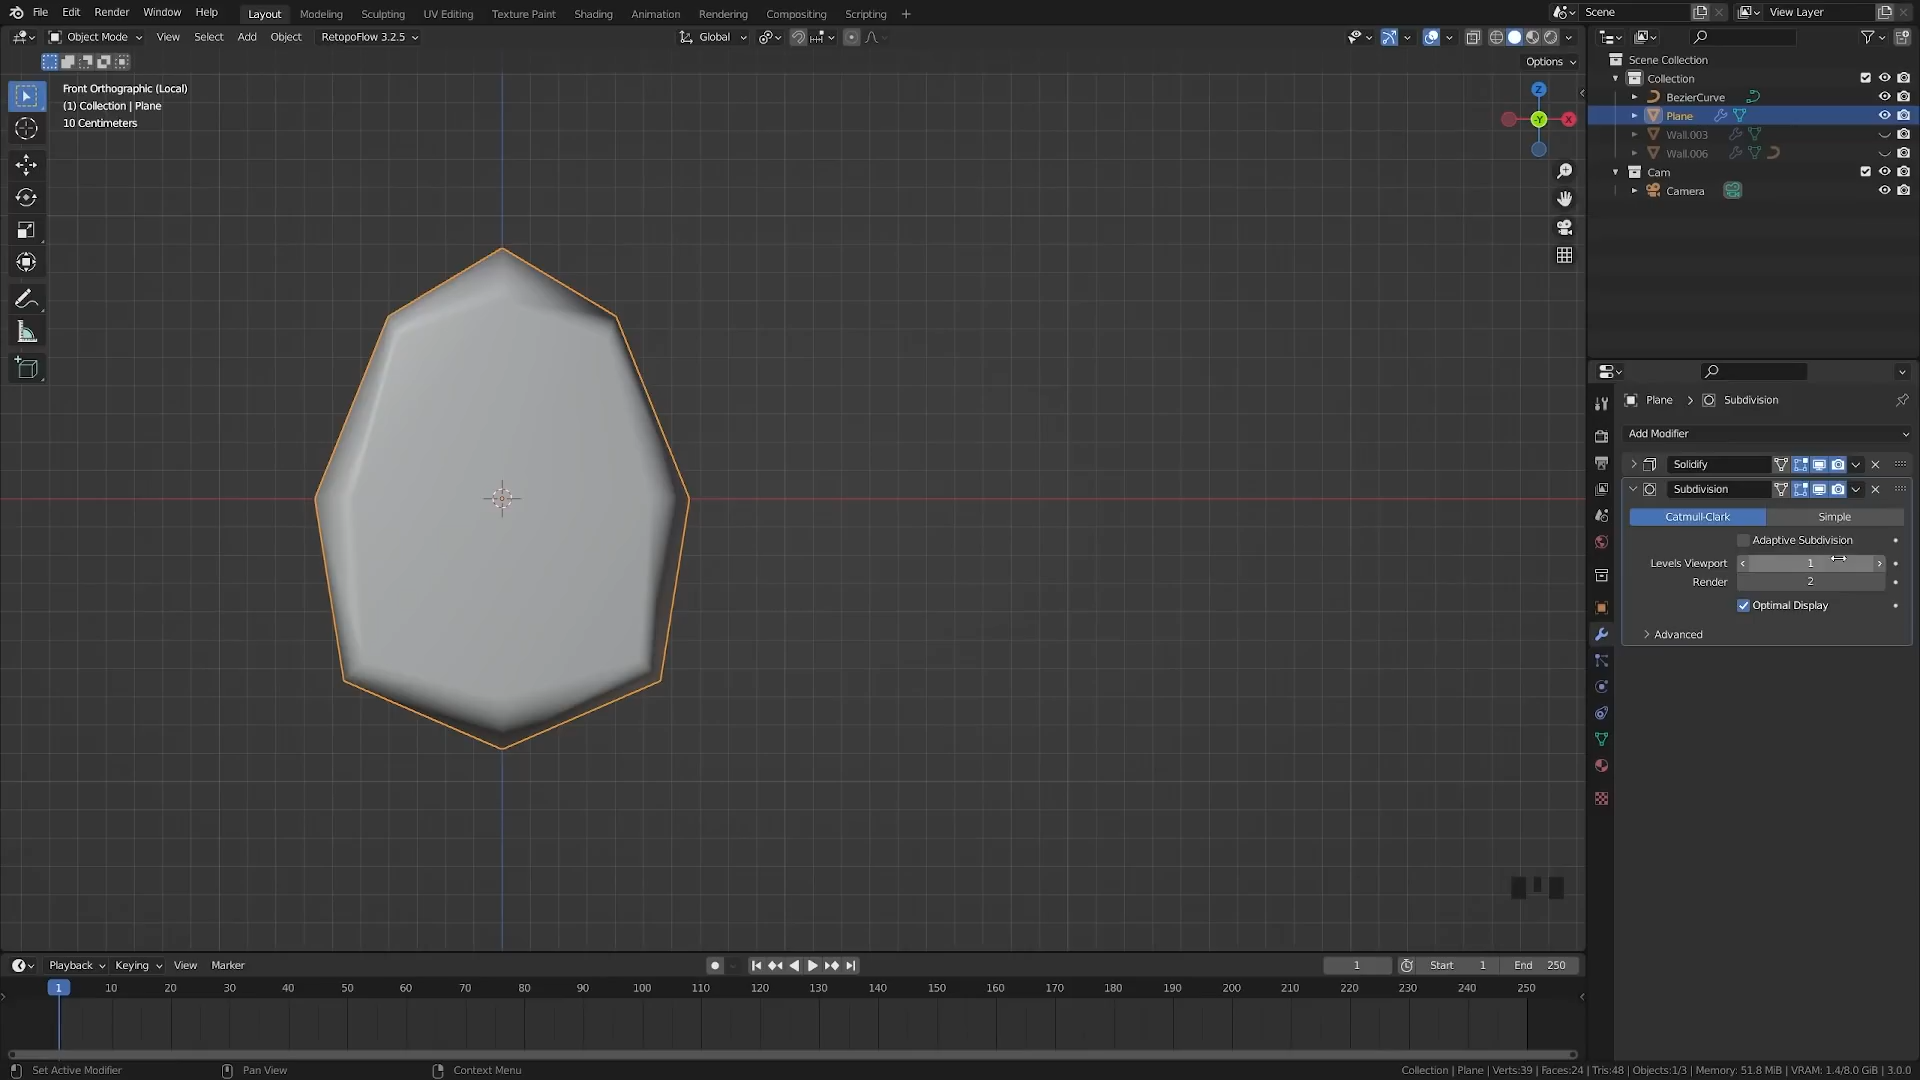 File Edit Render Window Help Layout Modeling Sculpting UV Editing Texture Paint Shading Animation Rendering Compositing Scripting + Scene View Layer
Object Mode View Select Add Object RetopoFlow 3.2.5 Global
Options
Front Orthographic (Local)
(1) Collection | Plane
10 Centimeters
Z
-Y
X
Scene Collection
Collection
BezierCurve
Plane
Wall.003
Wall.006
Cam
Camera
Plane > Subdivision
Add Modifier
Solidify
Subdivision
Catmull-Clark Simple
Adaptive Subdivision
Levels Viewport 1
Render 2
Optimal Display
Advanced
Playback Keying View Marker 1 Start 1 End 250
1 10 20 30 40 50 60 70 80 90 100 110 120 130 140 150 160 170 180 190 200 210 220 230 240 250
Set Active Modifier Pan View Context Menu Collection | Plane | Verts:39 | Faces:24 | Tris:48 | Objects:1/3 | Memory: 51.8 MiB | VRAM: 1.4/8.0 GiB | 3.0.0